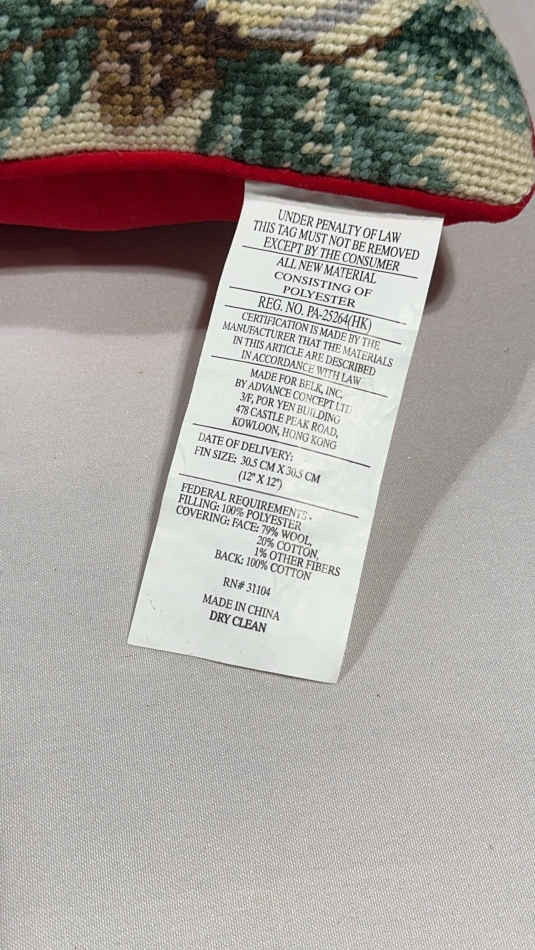 UNDER PENALTY OF LAW
THIS TAG MUST NOT BE REMOVED
EXCEPT BY THE CONSUMER
ALL NEW MATERIAL
CONSISTING OF
POLYESTER
REG. NO. PA-25264(HK)
CERTIFICATION IS MADE BY THE
MANUFACTURER THAT THE MATERIALS
IN THIS ARTICLE ARE DESCRIBED
IN ACCORDANCE WITH LAW
MADE FOR BELK, INC.
BY ADVANCE CONCEPT LTD
3/F, POR YEN BUILDING
478 CASTLE PEAK ROAD,
KOWLOON, HONG KONG
DATE OF DELIVERY:
FIN SIZE: 30.5 CM X 30.5 CM
(12" X 12")
FEDERAL REQUIREMENTS -
FILLING: 100% POLYESTER
COVERING: FACE: 79% WOOL,
20% COTTON,
1% OTHER FIBERS
BACK: 100% COTTON
RN# 31104
MADE IN CHINA
DRY CLEAN